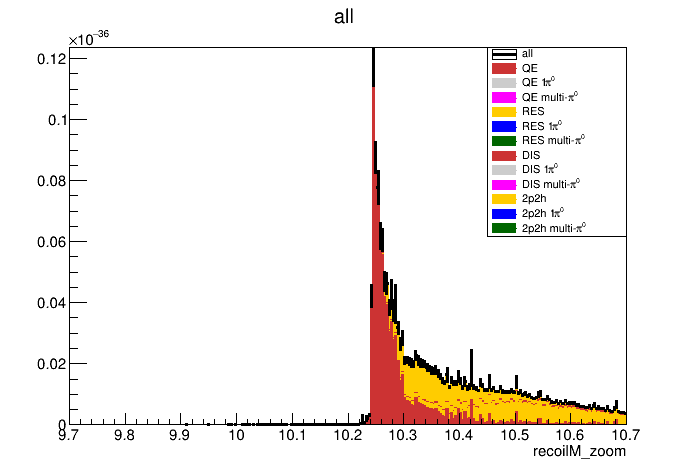 all
×10⁻³⁶
0.12
0.1
0.08
0.06
0.04
0.02
0
9.7 9.8 9.9 10 10.1 10.2 10.3 10.4 10.5 10.6 10.7
recoilM_zoom
all
QE
QE 1π⁰
QE multi-π⁰
RES
RES 1π⁰
RES multi-π⁰
DIS
DIS 1π⁰
DIS multi-π⁰
2p2h
2p2h 1π⁰
2p2h multi-π⁰